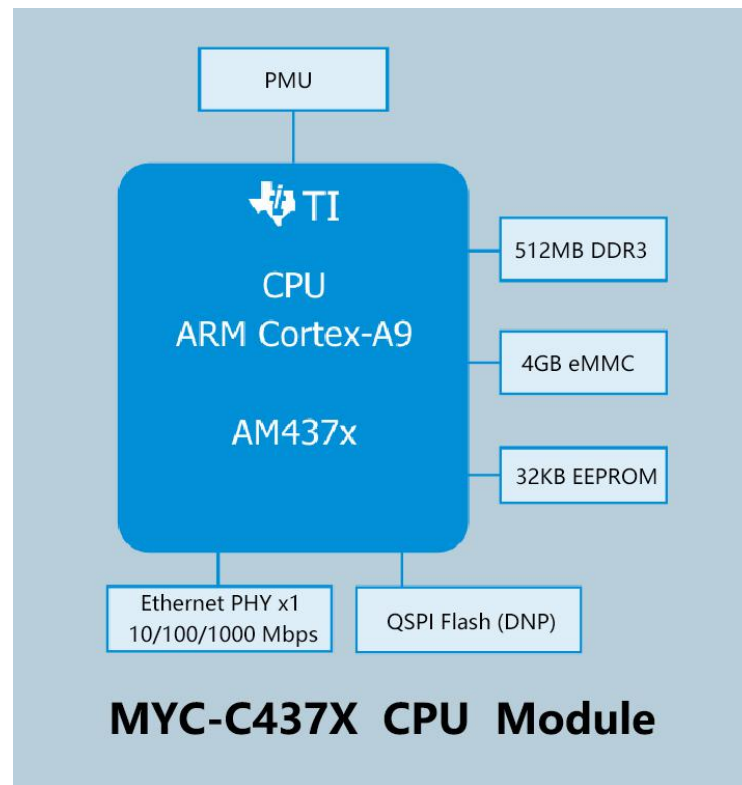 PMU
TI
CPU
ARM Cortex-A9
AM437x
512MB DDR3
4GB eMMC
32KB EEPROM
Ethernet PHY x1
10/100/1000 Mbps
QSPI Flash (DNP)
MYC-C437X CPU Module